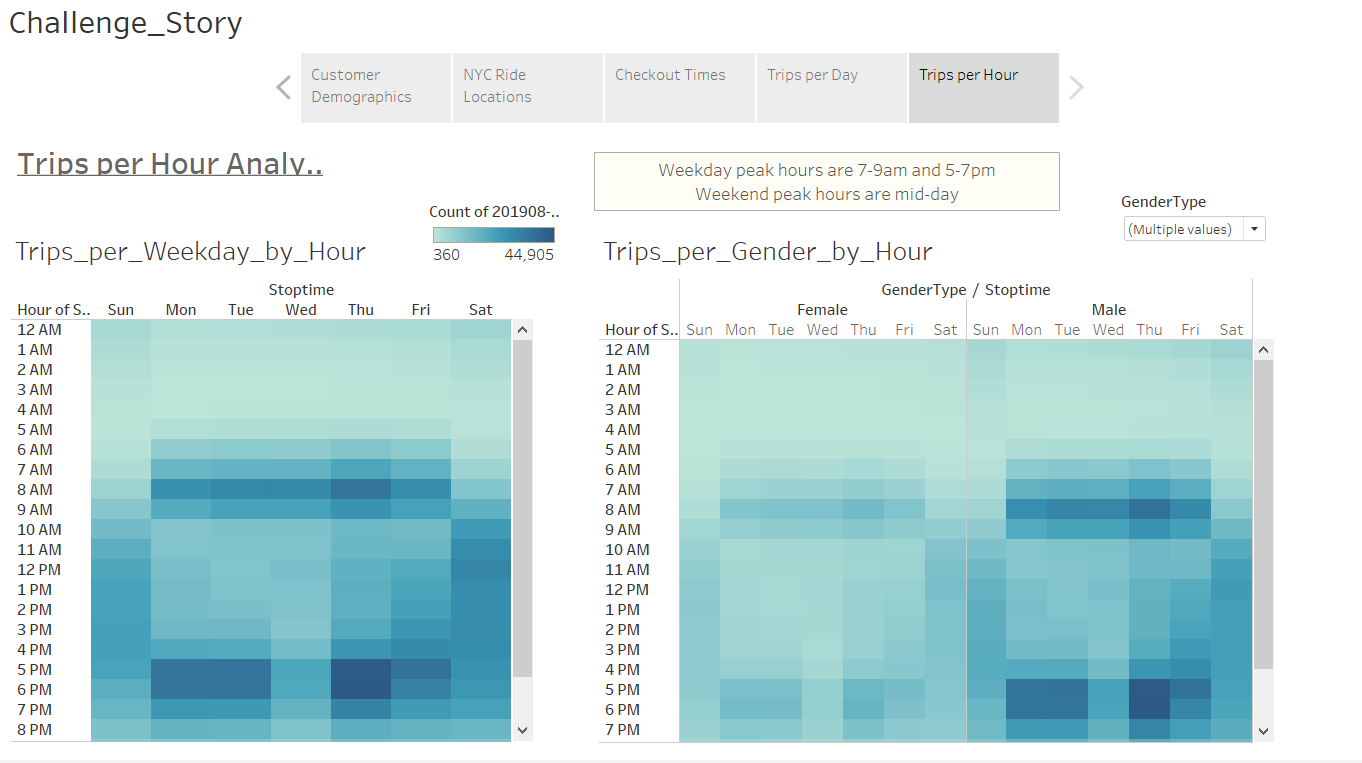 Challenge_Story
Customer
Demographics
NYC Ride
Locations
Checkout Times
Trips per Day
Trips per Hour
Trips per Hour Analy..
Weekday peak hours are 7-9am and 5-7pm
Weekend peak hours are mid-day
Count of 201908-..
360 44,905
GenderType
(Multiple values)
Trips_per_Weekday_by_Hour
Stoptime
Hour of S.. Sun Mon Tue Wed Thu Fri Sat
12 AM
1 AM
2 AM
3 AM
4 AM
5 AM
6 AM
7 AM
8 AM
9 AM
10 AM
11 AM
12 PM
1 PM
2 PM
3 PM
4 PM
5 PM
6 PM
7 PM
8 PM
Trips_per_Gender_by_Hour
GenderType / Stoptime
Female Male
Hour of S.. Sun Mon Tue Wed Thu Fri Sat Sun Mon Tue Wed Thu Fri Sat
12 AM
1 AM
2 AM
3 AM
4 AM
5 AM
6 AM
7 AM
8 AM
9 AM
10 AM
11 AM
12 PM
1 PM
2 PM
3 PM
4 PM
5 PM
6 PM
7 PM